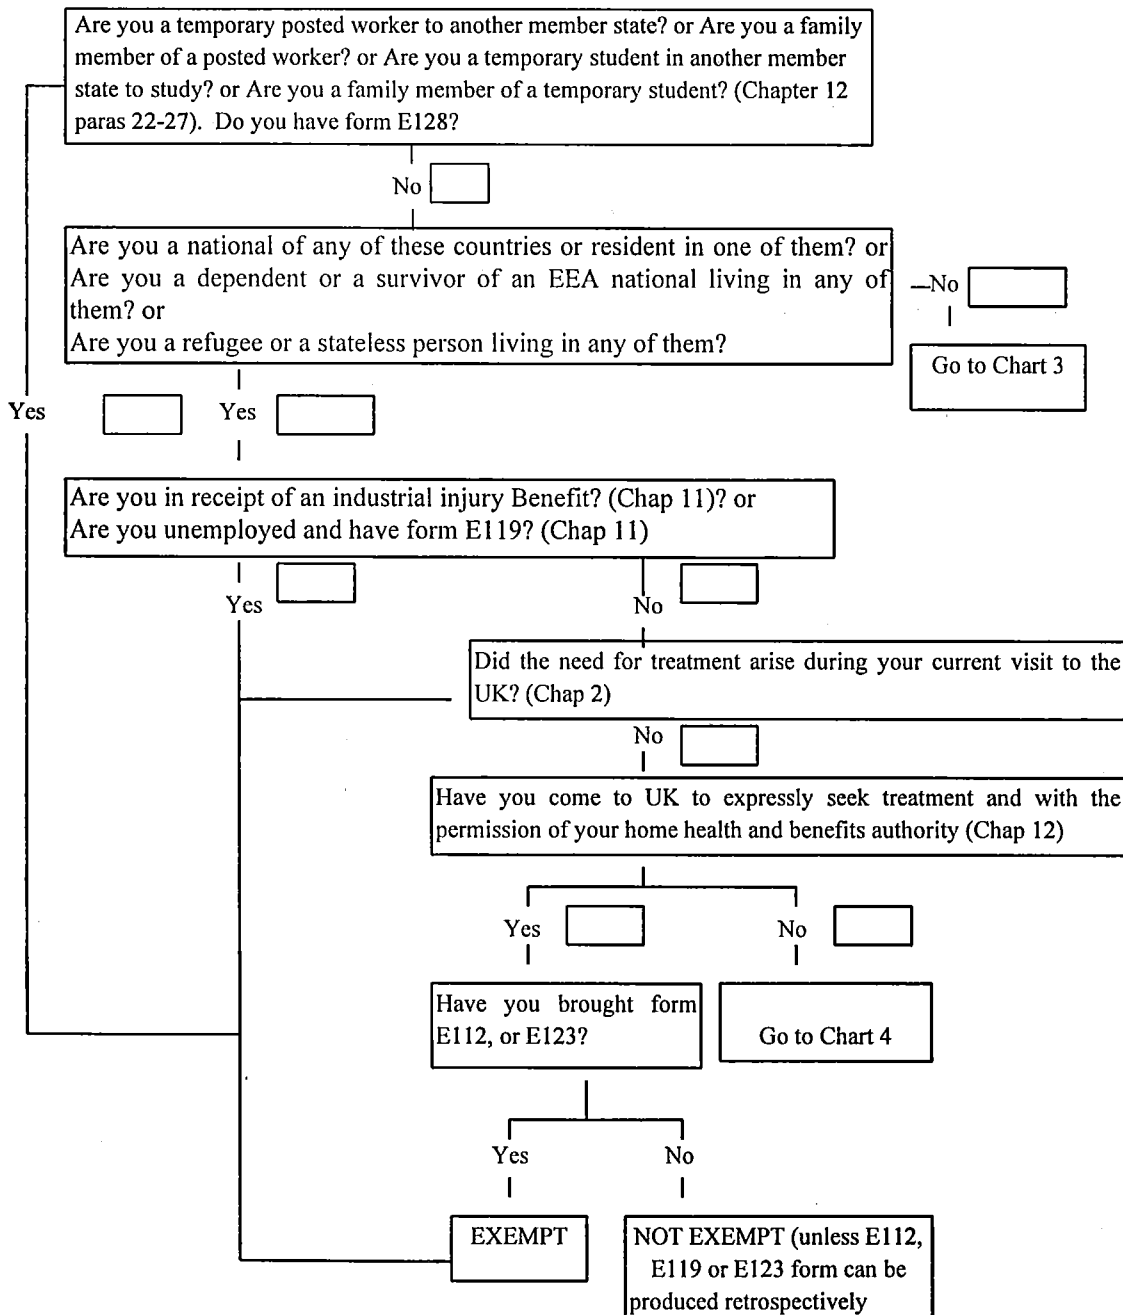 Are you a temporary posted worker to another member state? or Are you a family
member of a posted worker? or Are you a temporary student in another member
state to study? or Are you a family member of a temporary student? (Chapter 12
paras 22-27). Do you have form E128?
No
Are you a national of any of these countries or resident in one of them? or
Are you a dependent or a survivor of an EEA national living in any of
them? or
Are you a refugee or a stateless person living in any of them?
No
Go to Chart 3
Yes
Yes
Are you in receipt of an industrial injury Benefit? (Chap 11)? or
Are you unemployed and have form E119? (Chap 11)
Yes
No
Did the need for treatment arise during your current visit to the
UK? (Chap 2)
No
Have you come to UK to expressly seek treatment and with the
permission of your home health and benefits authority (Chap 12)
Yes
No
Have you brought form
E112, or E123?
Go to Chart 4
Yes
No
EXEMPT
NOT EXEMPT (unless E112,
E119 or E123 form can be
produced retrospectively